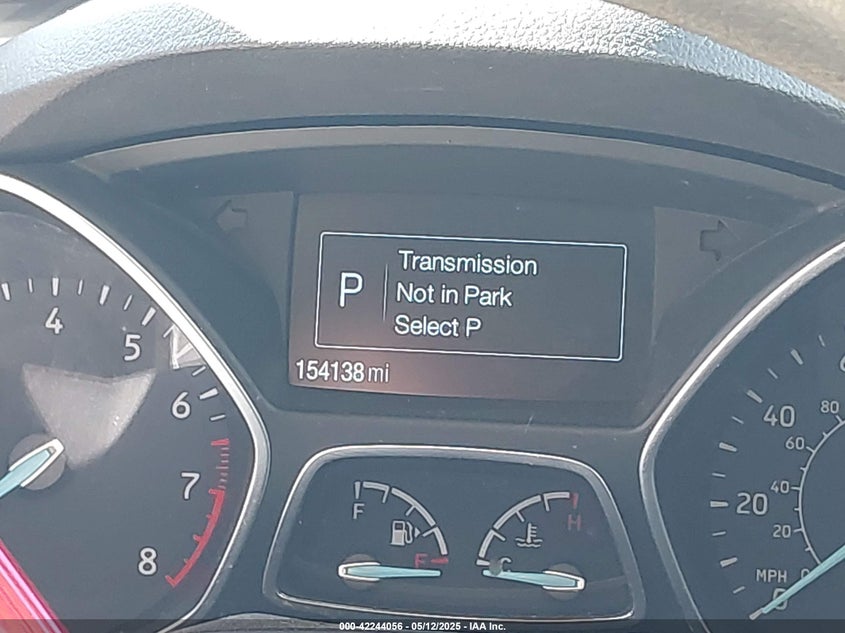 Transmission
P
Not in Park
Select P
154138 mi
4
5
6
7
8
F
E
C
H
40
20
80
60
40
20
MPH
0
000-42244056 - 05/12/2025 - IAA Inc.